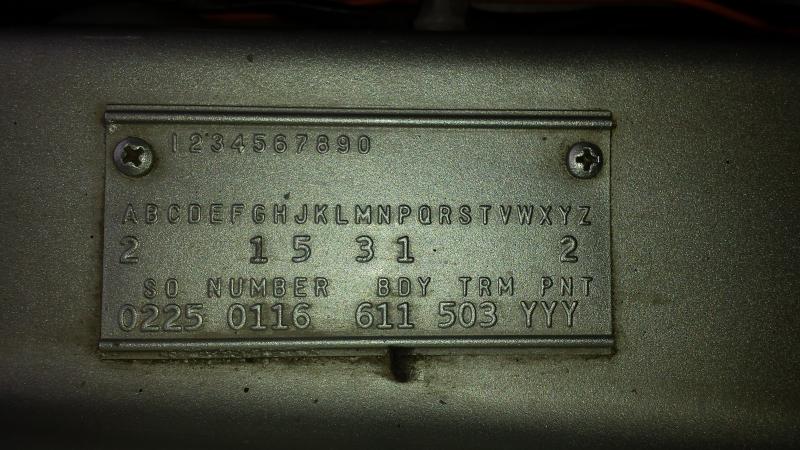 1234567890
ABCDEFGHJKLMNPQRSTVWXYZ
2 15 31 2
SO NUMBER BDY TRM PNT
0225 0116 611 503 YYY